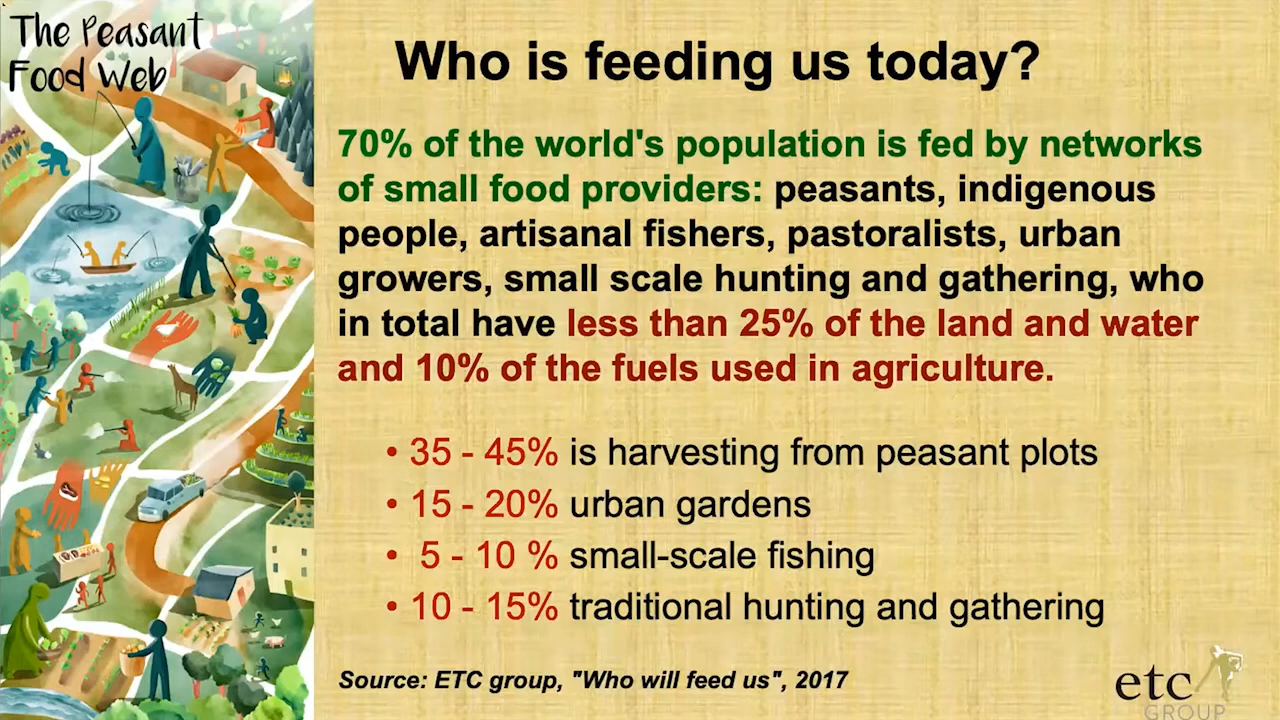 The Peasant
Food Web
Who is feeding us today?
70% of the world's population is fed by networks
of small food providers: peasants, indigenous
people, artisanal fishers, pastoralists, urban
growers, small scale hunting and gathering, who
in total have less than 25% of the land and water
and 10% of the fuels used in agriculture.
• 35 - 45% is harvesting from peasant plots
• 15 - 20% urban gardens
• 5 - 10 % small-scale fishing
• 10 - 15% traditional hunting and gathering
Source: ETC group, "Who will feed us", 2017
etc
GROUP